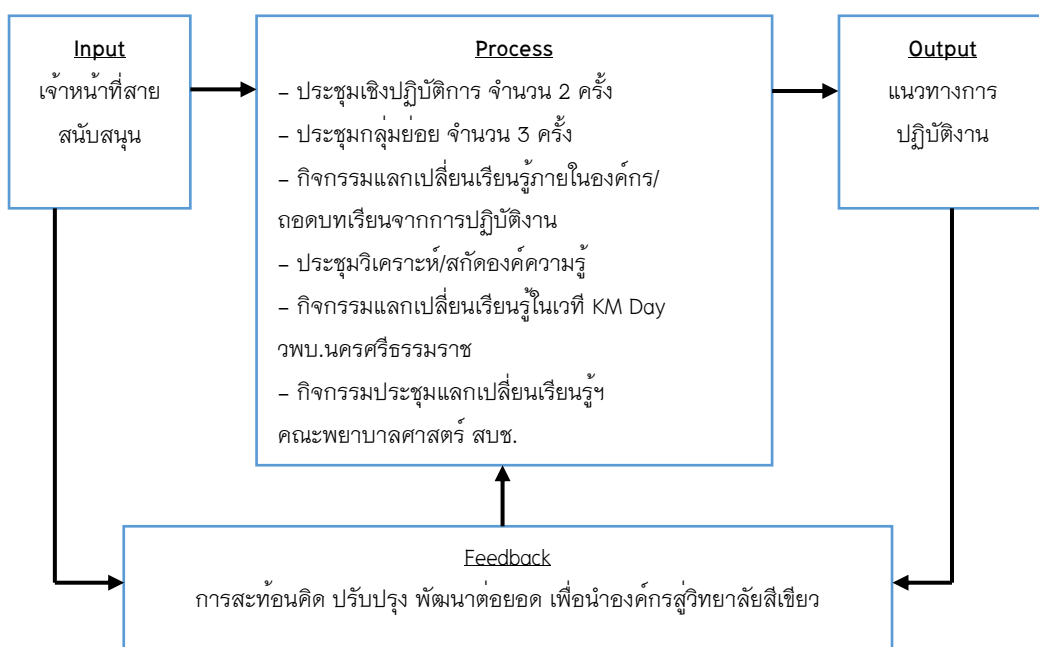 Input
เจ้าหน้าที่สาย
สนับสนุน
Process
– ประชุมเชิงปฏิบัติการ จำนวน 2 ครั้ง
– ประชุมกลุ่มย่อย จำนวน 3 ครั้ง
– กิจกรรมแลกเปลี่ยนเรียนรู้ภายในองค์กร/
ถอดบทเรียนจากการปฏิบัติงาน
– ประชุมวิเคราะห์/สกัดองค์ความรู้
– กิจกรรมแลกเปลี่ยนเรียนรู้ในเวที KM Day
วพบ.นครศรีธรรมราช
– กิจกรรมประชุมแลกเปลี่ยนเรียนรู้ฯ
คณะพยาบาลศาสตร์ สบช.
Output
แนวทางการ
ปฏิบัติงาน
Feedback
การสะท้อนคิด ปรับปรุง พัฒนาต่อยอด เพื่อนำองค์กรสู่วิทยาลัยสีเขียว